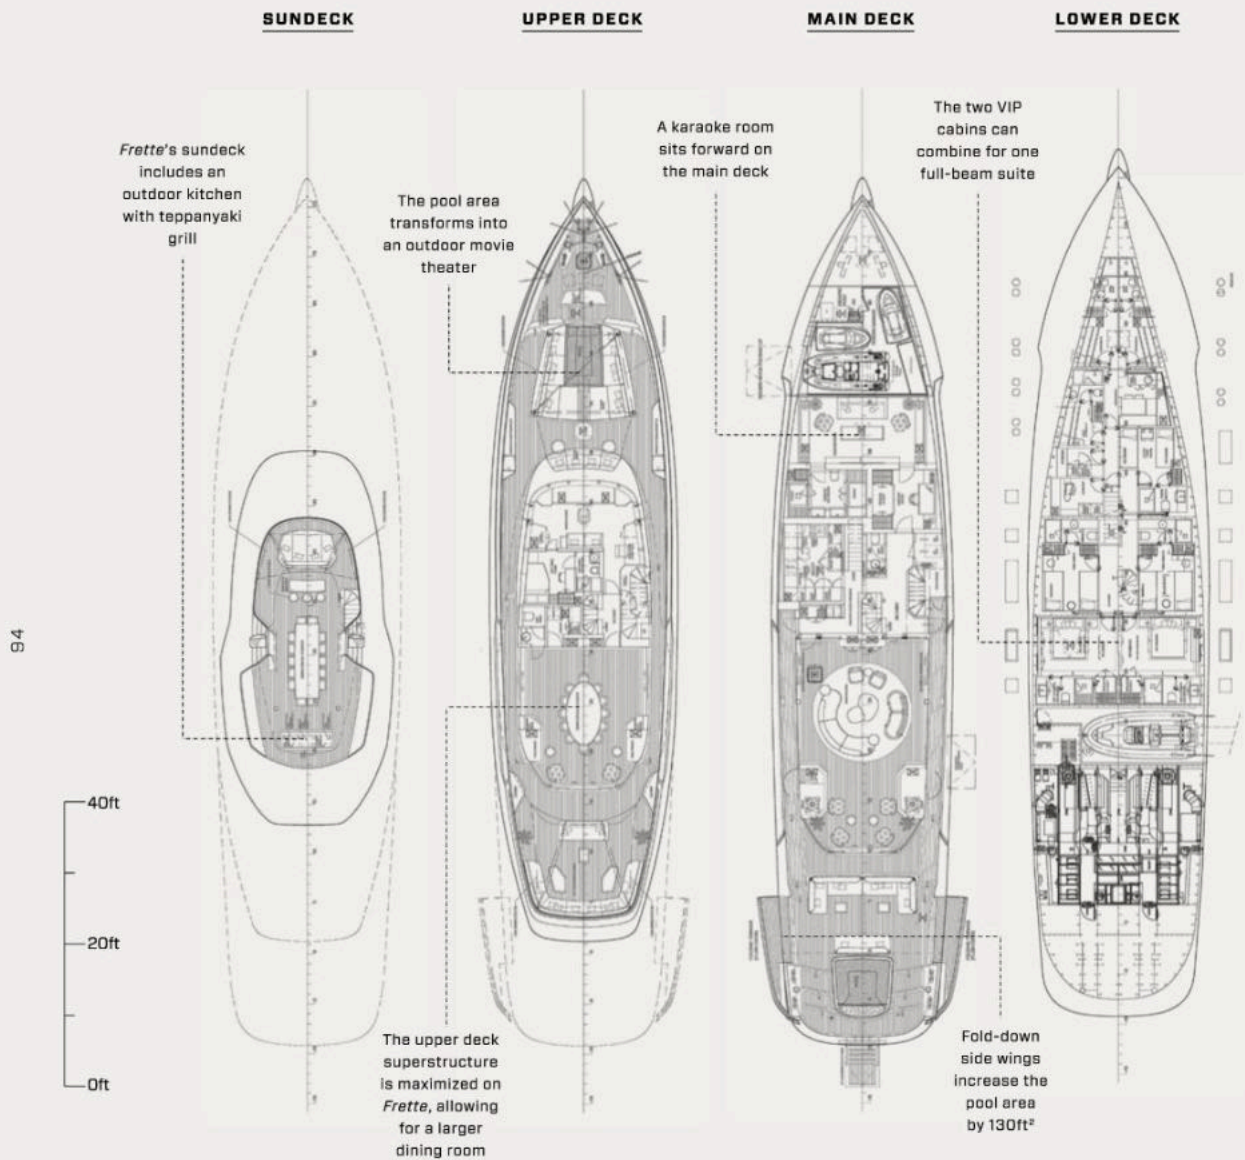 SUNDECK
UPPER DECK
MAIN DECK
LOWER DECK
Frette's sundeck
includes an
outdoor kitchen
with teppanyaki
grill
The pool area
transforms into
an outdoor movie
theater
A karaoke room
sits forward on
the main deck
The two VIP
cabins can
combine for one
full-beam suite
94
40ft
20ft
0ft
The upper deck
superstructure
is maximized on
Frette, allowing
for a larger
dining room
Fold-down
side wings
increase the
pool area
by 130ft²